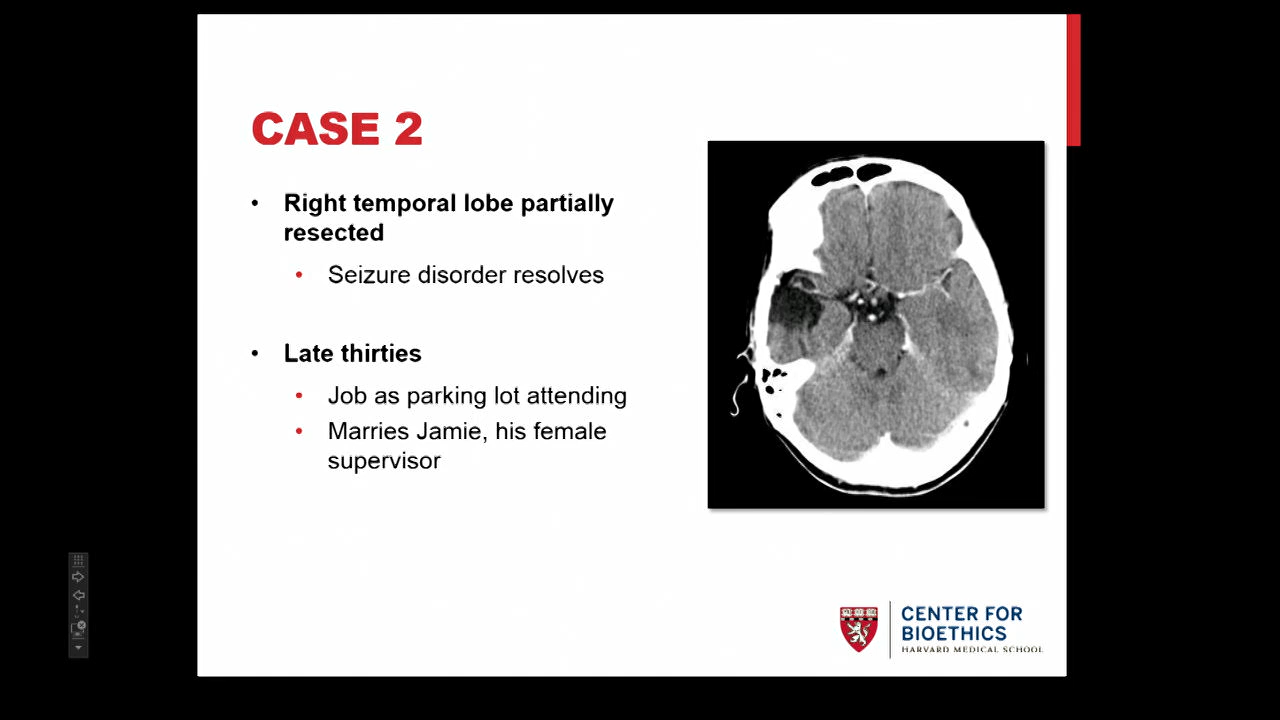 CASE 2
• Right temporal lobe partially
resected
• Seizure disorder resolves
• Late thirties
• Job as parking lot attending
• Marries Jamie, his female
supervisor
CENTER FOR
BIOETHICS
HARVARD MEDICAL SCHOOL